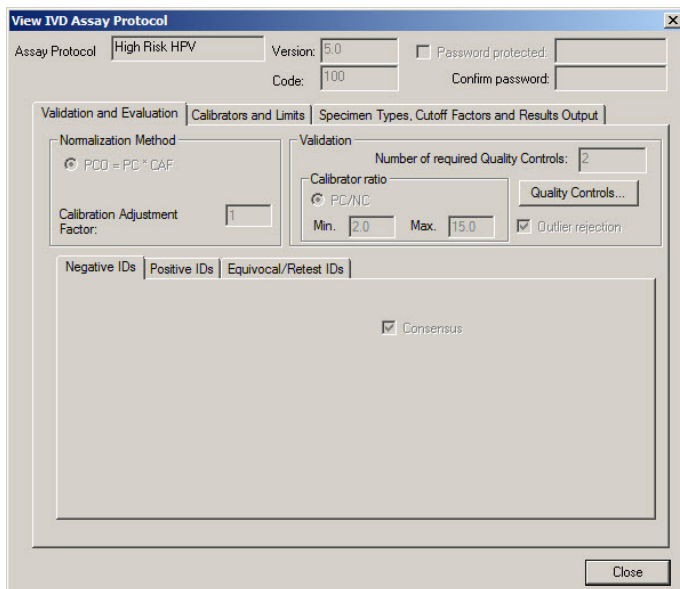 View IVD Assay Protocol
Assay Protocol High Risk HPV Version: 5.0 Password protected:
Code: 100 Confirm password:
Validation and Evaluation Calibrators and Limits Specimen Types, Cutoff Factors and Results Output
Normalization Method Validation
Number of required Quality Controls: 2
PCO = PC * CAF Calibrator ratio
PC/NC Quality Controls...
Calibration Adjustment Factor: 1 Min. 2.0 Max. 15.0 Outlier rejection
Negative IDs Positive IDs Equivocal/Retest IDs
Consensus
Close